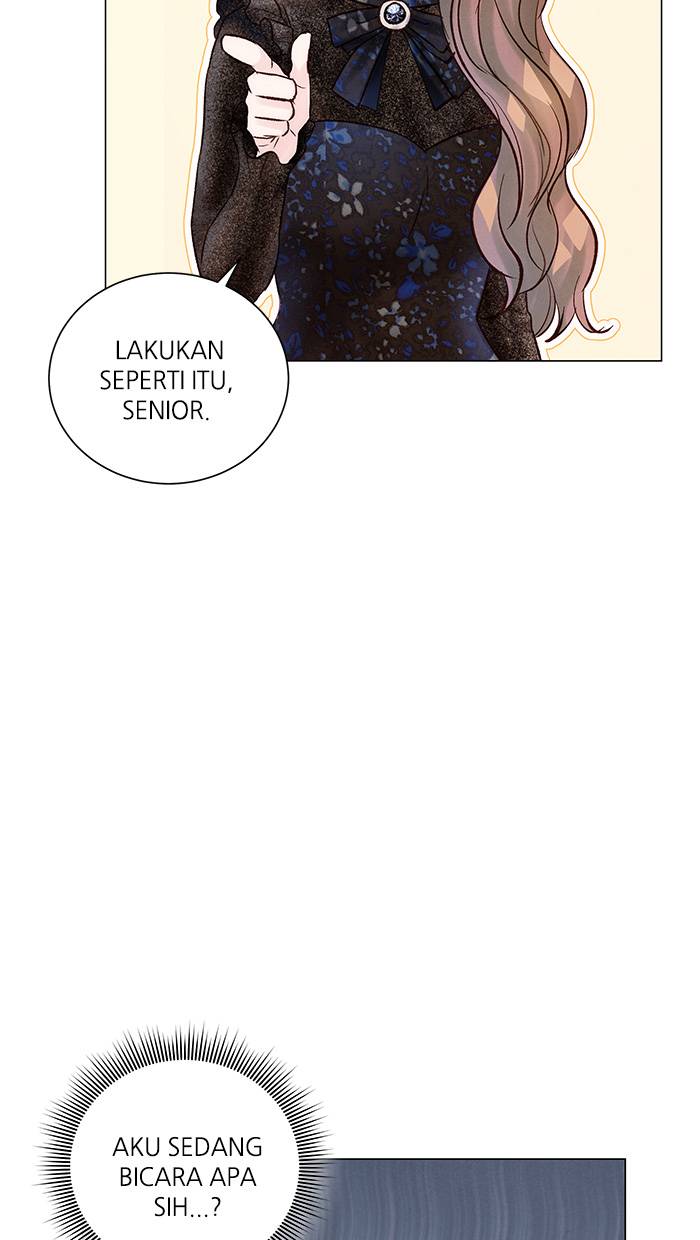 LAKUKAN
SEPERTI ITU,
SENIOR.
AKU SEDANG
BICARA APA
SIH...?